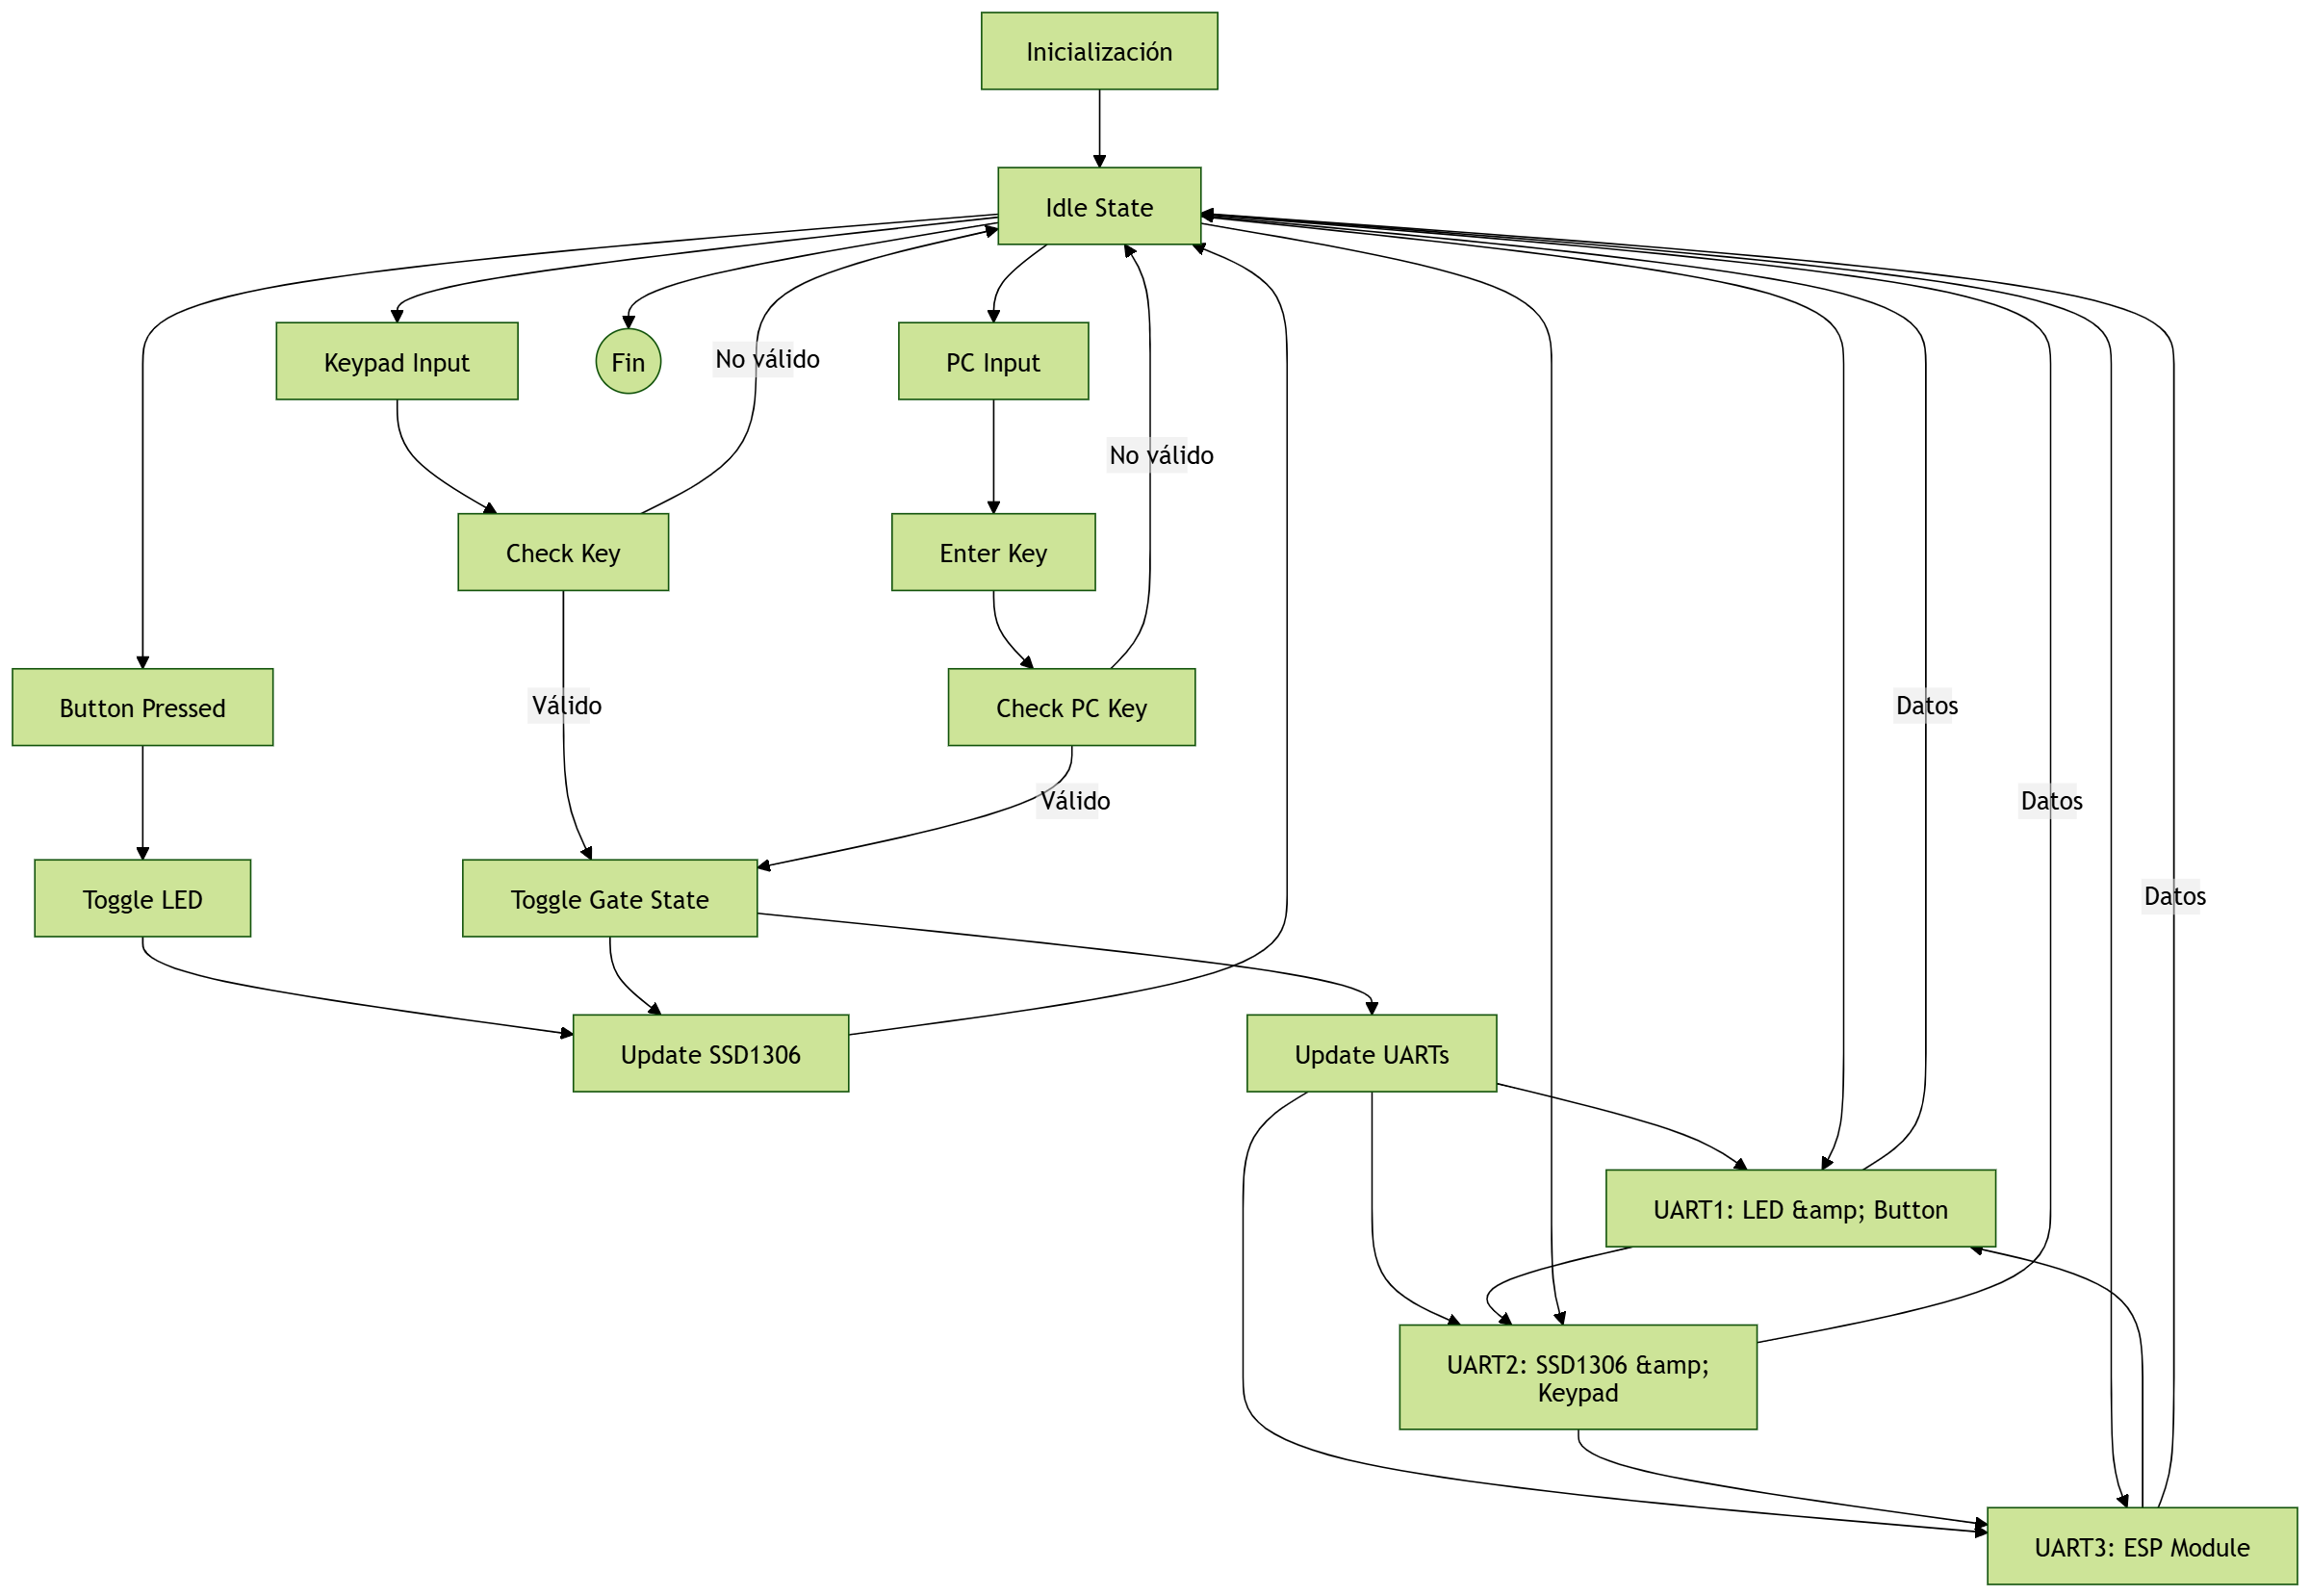 Inicialización
Idle State
Keypad Input
Fin
No válido
PC Input
No válido
Check Key
Enter Key
Button Pressed
Válido
Check PC Key
Datos
Válido
Datos
Toggle LED
Toggle Gate State
Datos
Update SSD1306
Update UARTs
UART1: LED &amp; Button
UART2: SSD1306 &amp;
Keypad
UART3: ESP Module